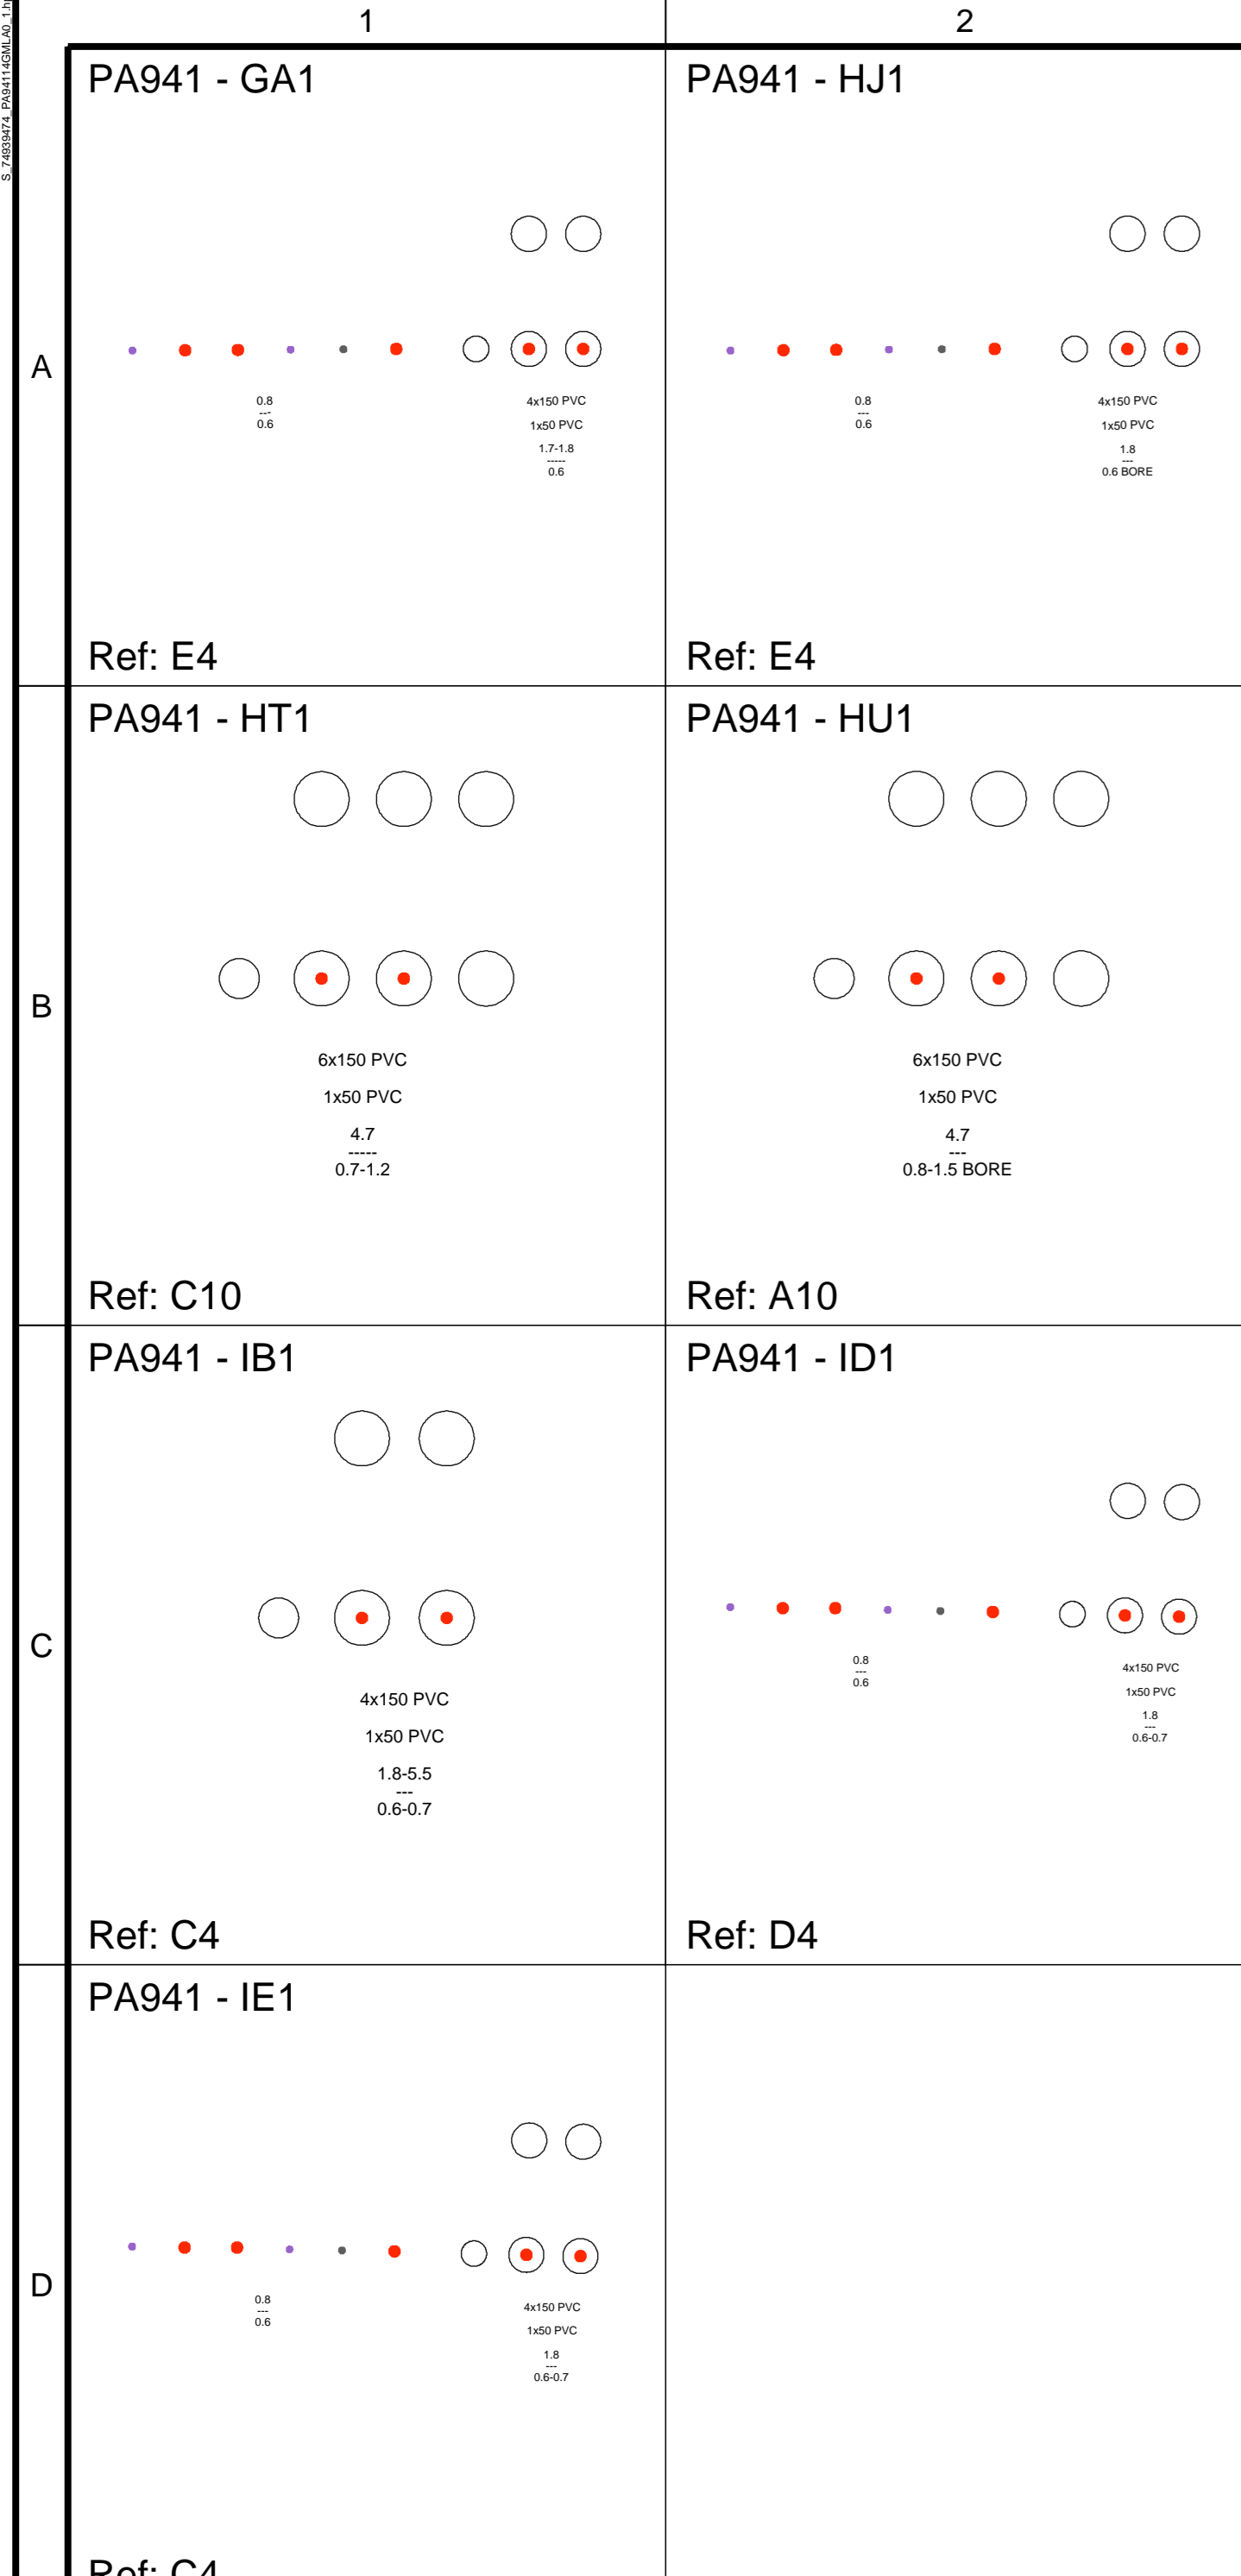 S_74939474_PA94114GMLA0_1.h
1
2
A
PA941 - GA1
0.8
---
0.6
4x150 PVC
1x50 PVC
1.7-1.8
-----
0.6
Ref: E4
PA941 - HJ1
0.8
---
0.6
4x150 PVC
1x50 PVC
1.8
---
0.6 BORE
Ref: E4
B
PA941 - HT1
6x150 PVC
1x50 PVC
4.7
-----
0.7-1.2
Ref: C10
PA941 - HU1
6x150 PVC
1x50 PVC
4.7
---
0.8-1.5 BORE
Ref: A10
C
PA941 - IB1
4x150 PVC
1x50 PVC
1.8-5.5
---
0.6-0.7
Ref: C4
PA941 - ID1
0.8
---
0.6
4x150 PVC
1x50 PVC
1.8
---
0.6-0.7
Ref: D4
D
PA941 - IE1
0.8
---
0.6
4x150 PVC
1x50 PVC
1.8
---
0.6-0.7
Ref: C4